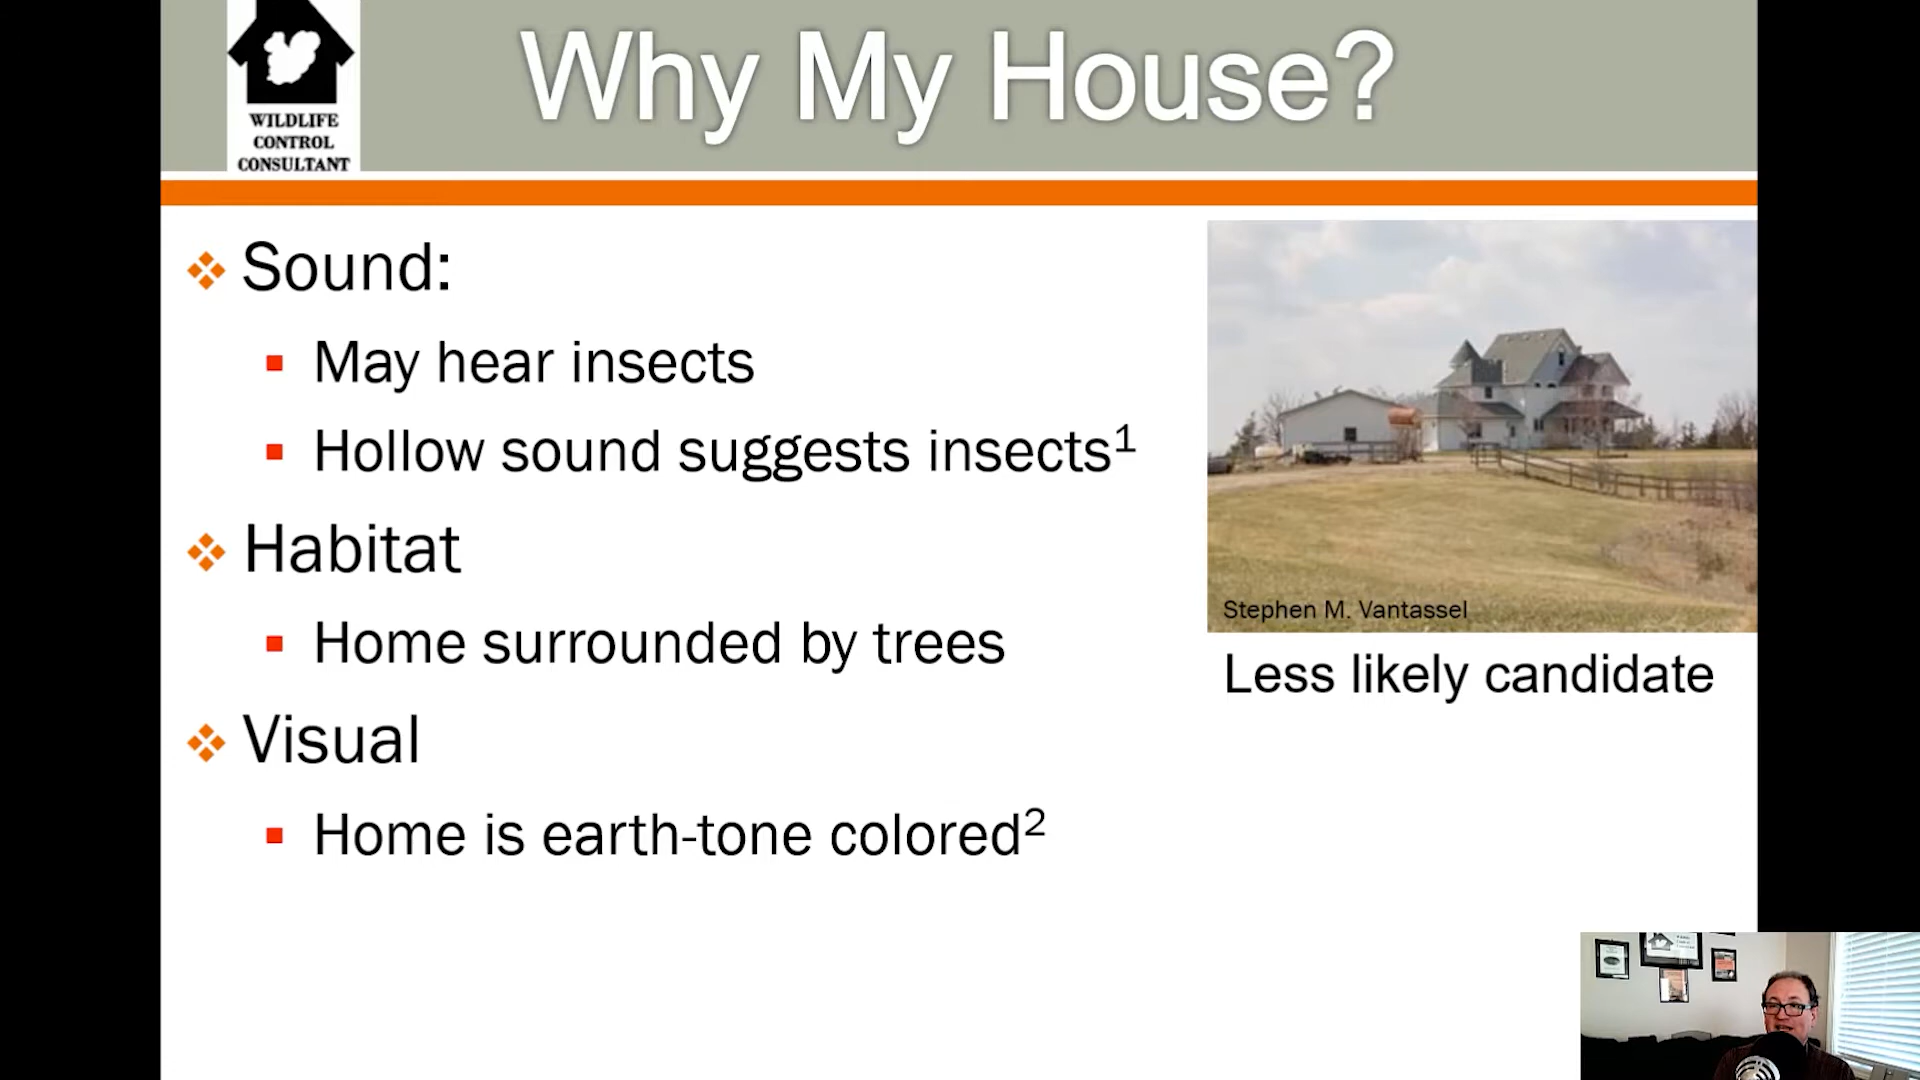 WILDLIFE
CONTROL
CONSULTANT
Why My House?
Sound:
May hear insects
Hollow sound suggests insects¹
Habitat
Home surrounded by trees
Visual
Home is earth-tone colored²
Stephen M. Vantassel
Less likely candidate